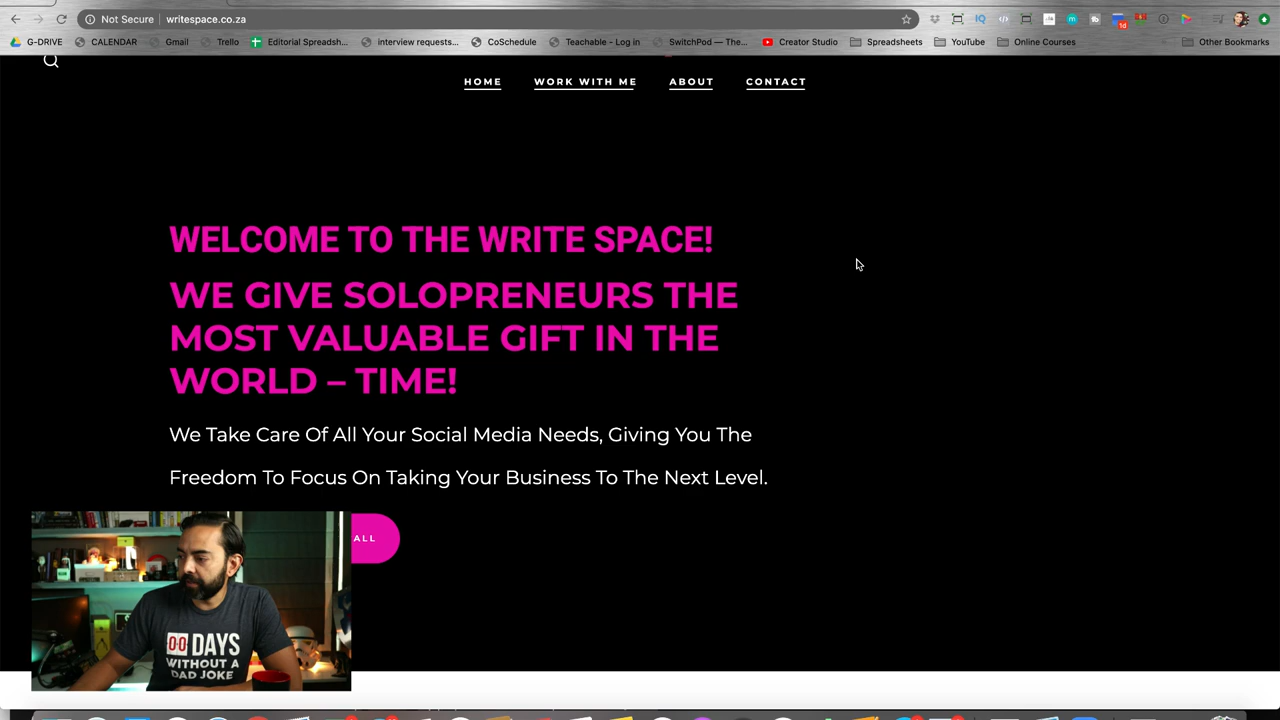 Not Secure | writespace.co.za
G-DRIVE CALENDAR Gmail Trello Editorial Spreadsh... interview requests... CoSchedule Teachable - Log in SwitchPod — The... Creator Studio Spreadsheets YouTube Online Courses Other Bookmarks
HOME WORK WITH ME ABOUT CONTACT
WELCOME TO THE WRITE SPACE!
WE GIVE SOLOPRENEURS THE
MOST VALUABLE GIFT IN THE
WORLD – TIME!
We Take Care Of All Your Social Media Needs, Giving You The
Freedom To Focus On Taking Your Business To The Next Level.
ALL
00 DAYS
WITHOUT A
DAD JOKE